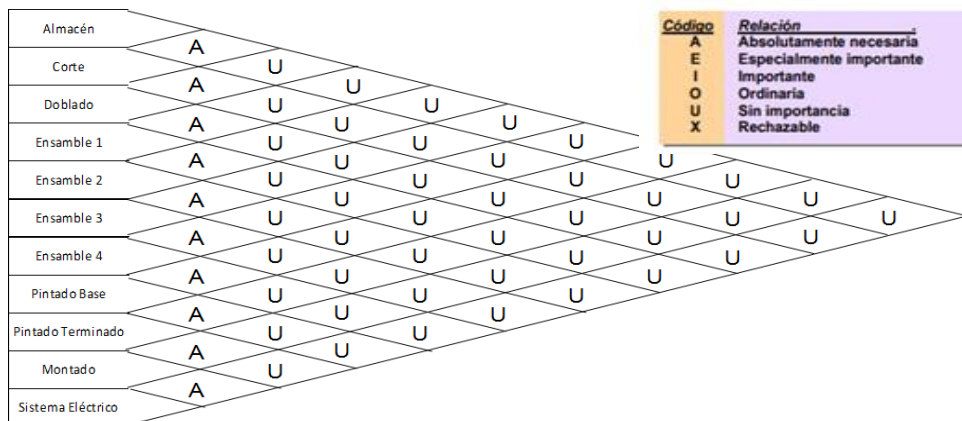 Almacén
A
Corte U
A U
Doblado U U
A U U
Ensamble 1 U U U
A U U U
Ensamble 2 U U U U
A U U U U
Ensamble 3 U U U U U
A U U U U
Ensamble 4 U U U U
A U U U
Pintado Base U U U
A U U
Pintado Terminado U U
A U
Montado U
A
Sistema Eléctrico
Código Relación .
A Absolutamente necesaria
E Especialmente importante
I Importante
O Ordinaria
U Sin importancia
X Rechazable